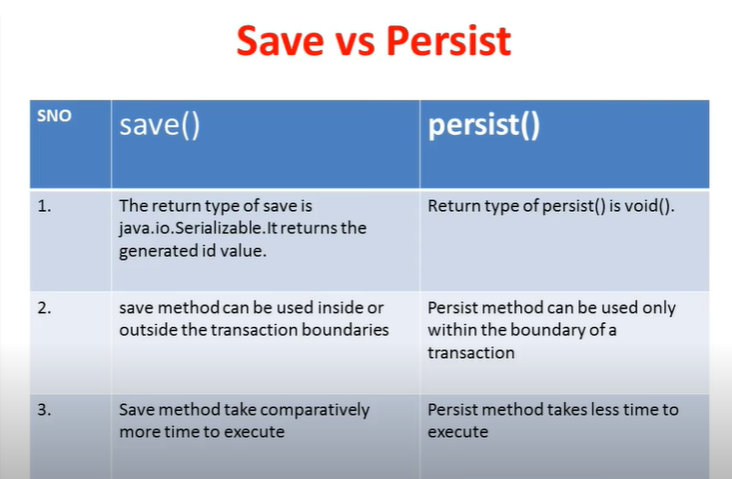 Save vs Persist
SNO
save()
persist()
1.
The return type of save is
java.io.Serializable.It returns the
generated id value.
Return type of persist() is void().
2.
save method can be used inside or
outside the transaction boundaries
Persist method can be used only
within the boundary of a
transaction
3.
Save method take comparatively
more time to execute
Persist method takes less time to
execute